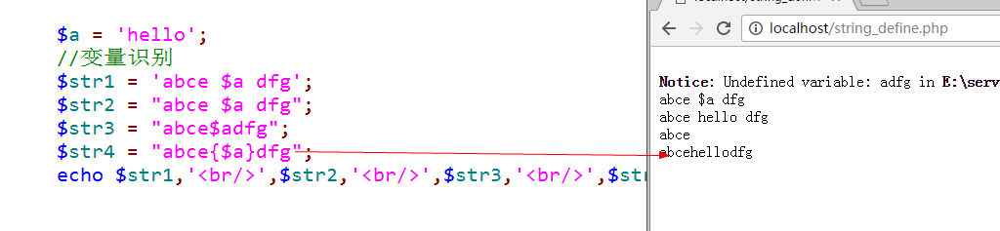 $a = 'hello';
//变量识别
$str1 = 'abce $a dfg';
$str2 = "abce $a dfg";
$str3 = "abce$adfg";
$str4 = "abce{$a}dfg";
echo $str1,'<br/>',$str2,'<br/>',$str3,'<br/>',$st
localhost/string_define.php
Notice: Undefined variable: adfg in E:\serv
abce $a dfg
abce hello dfg
abce
abcehellodfg